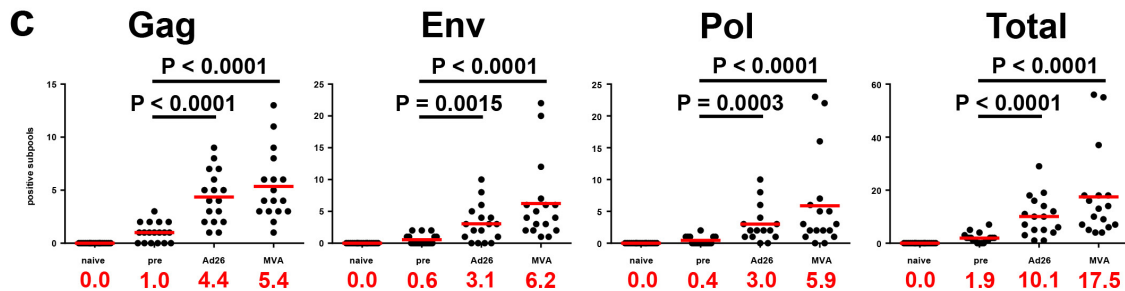 c Gag Env Pol Total
P < 0.0001 P < 0.0001 P < 0.0001 P < 0.0001
P < 0.0001 P = 0.0015 P = 0.0003 P < 0.0001
positive subpools
15 10 5 0
25 20 15 10 5 0
25 20 15 10 5 0
60 40 20 0
naive pre Ad26 MVA naive pre Ad26 MVA naive pre Ad26 MVA naive pre Ad26 MVA
0.0 1.0 4.4 5.4 0.0 0.6 3.1 6.2 0.0 0.4 3.0 5.9 0.0 1.9 10.1 17.5